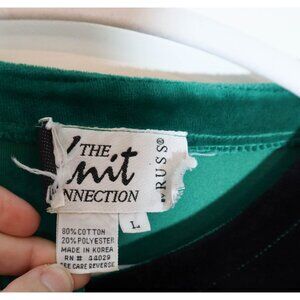 THE
nit
NNECTION
RUSS®
L
80% COTTON
20% POLYESTER
MADE IN KOREA
RN # 44029
SEE CARE REVERSE